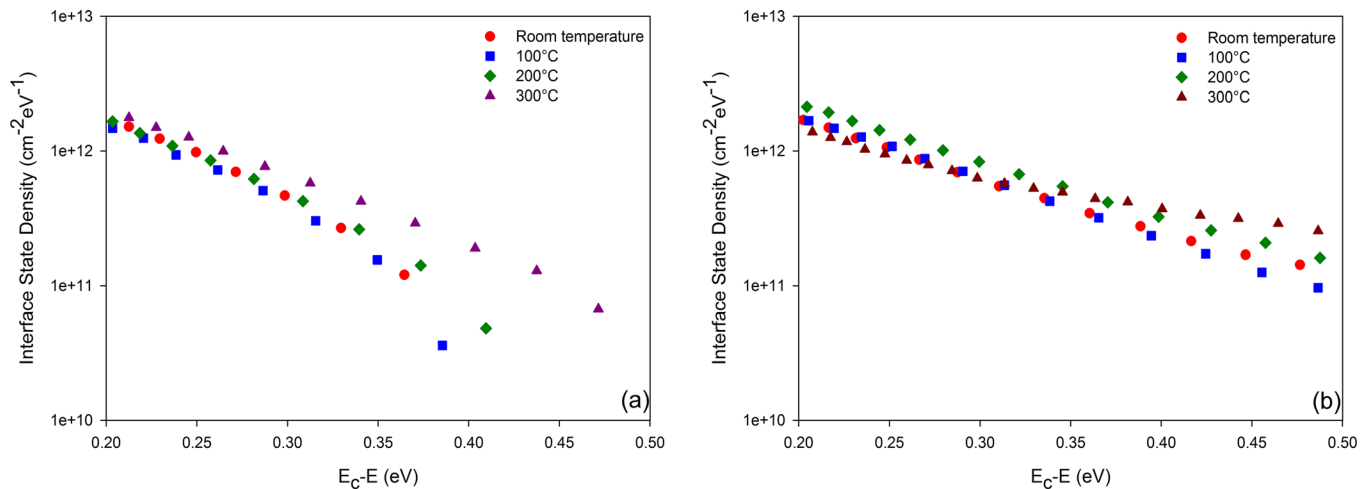 1e+13
1e+12
1e+11
1e+10
Interface State Density (cm⁻²eV⁻¹)
Room temperature
100°C
200°C
300°C
(a)
0.20 0.25 0.30 0.35 0.40 0.45 0.50
E_C-E (eV)
1e+13
1e+12
1e+11
1e+10
Interface State Density (cm⁻²eV⁻¹)
Room temperature
100°C
200°C
300°C
(b)
0.20 0.25 0.30 0.35 0.40 0.45 0.50
E_C-E (eV)